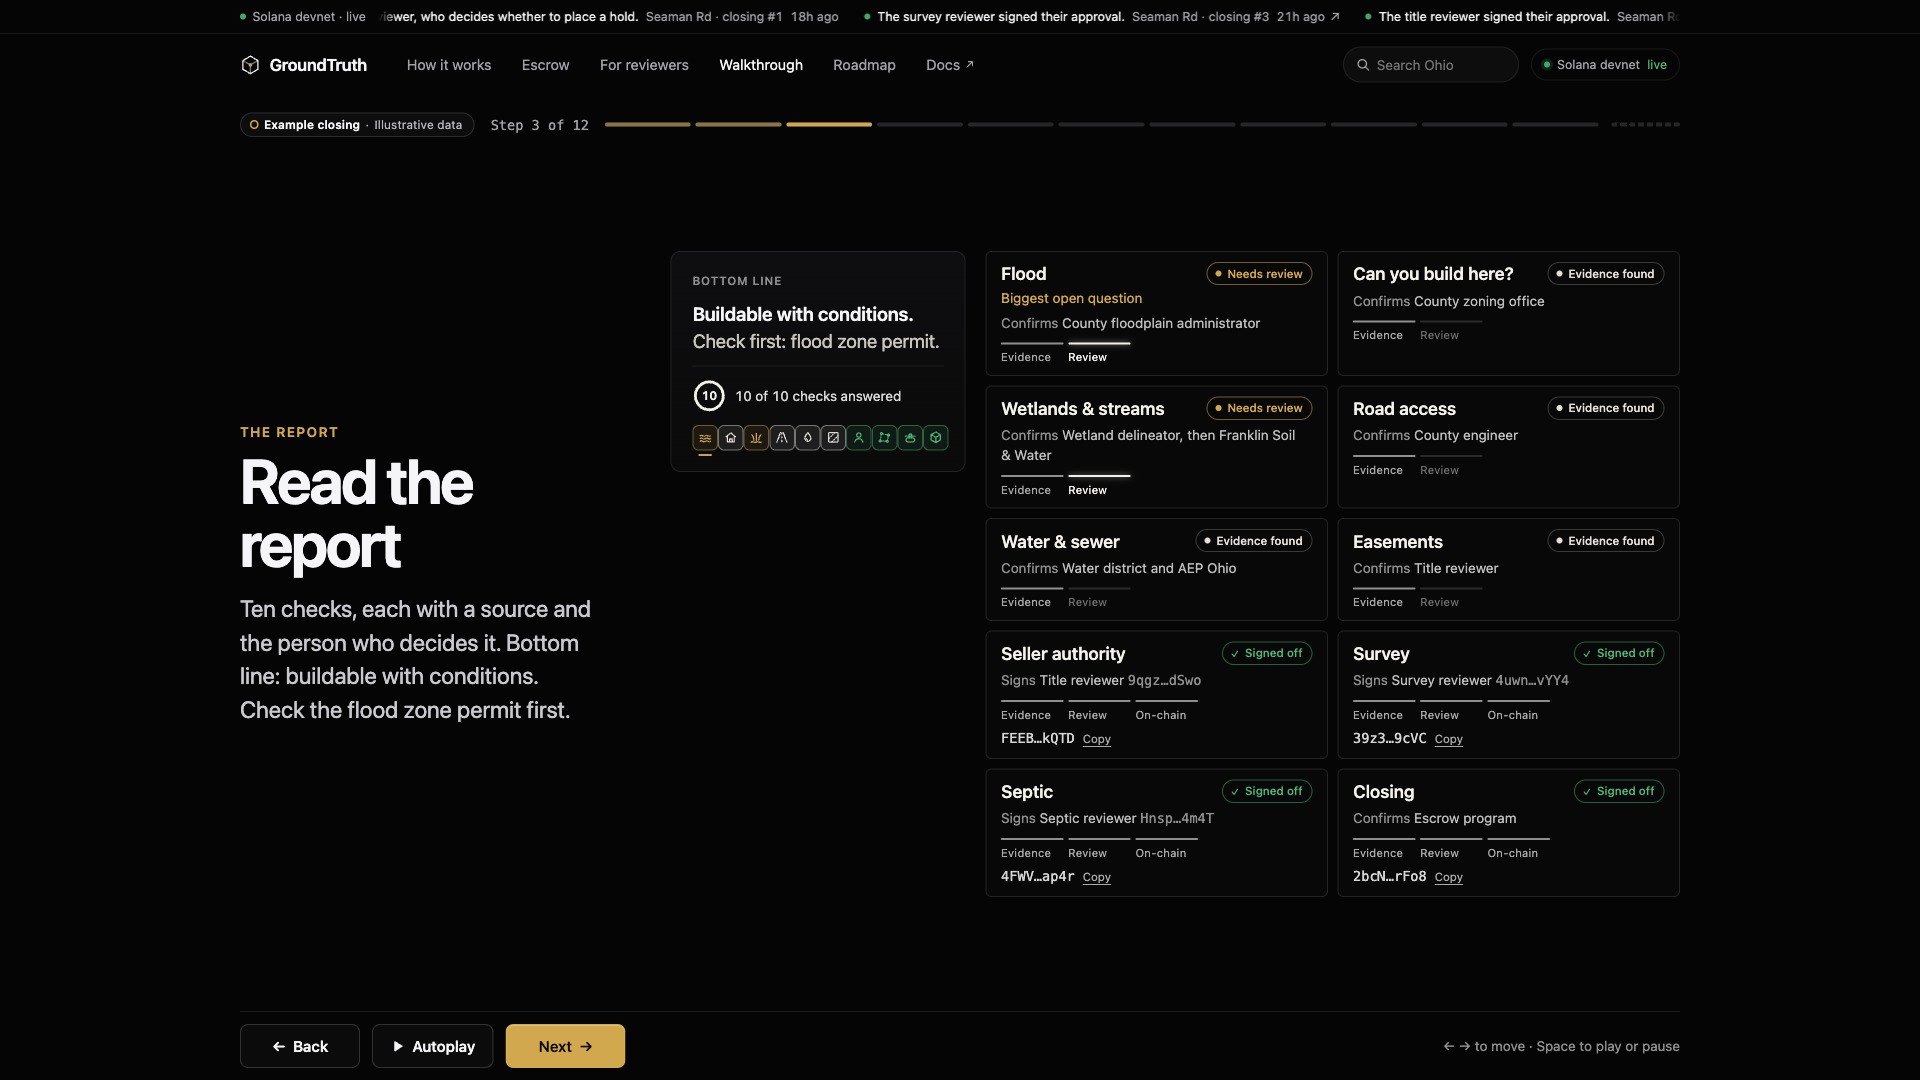 Solana devnet · live
iewer, who decides whether to place a hold. Seaman Rd · closing #1 18h ago
The survey reviewer signed their approval. Seaman Rd · closing #3 21h ago ↗
The title reviewer signed their approval. Seaman
GroundTruth
How it works
Escrow
For reviewers
Walkthrough
Roadmap
Docs ↗
Search Ohio
Solana devnet live
Example closing · Illustrative data
Step 3 of 12
THE REPORT
Read the
report
Ten checks, each with a source and
the person who decides it. Bottom
line: buildable with conditions.
Check the flood zone permit first.
BOTTOM LINE
Buildable with conditions.
Check first: flood zone permit.
10
10 of 10 checks answered
Flood
Needs review
Biggest open question
Confirms County floodplain administrator
Evidence Review
Can you build here?
Evidence found
Confirms County zoning office
Evidence Review
Wetlands & streams
Needs review
Confirms Wetland delineator, then Franklin Soil
& Water
Evidence Review
Road access
Evidence found
Confirms County engineer
Evidence Review
Water & sewer
Evidence found
Confirms Water district and AEP Ohio
Evidence Review
Easements
Evidence found
Confirms Title reviewer
Evidence Review
Seller authority
✓ Signed off
Signs Title reviewer 9qgz…dSwo
Evidence Review On-chain
FEEB…kQTD Copy
Survey
✓ Signed off
Signs Survey reviewer 4uwn…vYY4
Evidence Review On-chain
39z3…9cVC Copy
Septic
✓ Signed off
Signs Septic reviewer Hnsp…4m4T
Evidence Review On-chain
4FWV…ap4r Copy
Closing
✓ Signed off
Confirms Escrow program
Evidence Review On-chain
2bcN…rFo8 Copy
← Back
Autoplay
Next →
← → to move · Space to play or pause